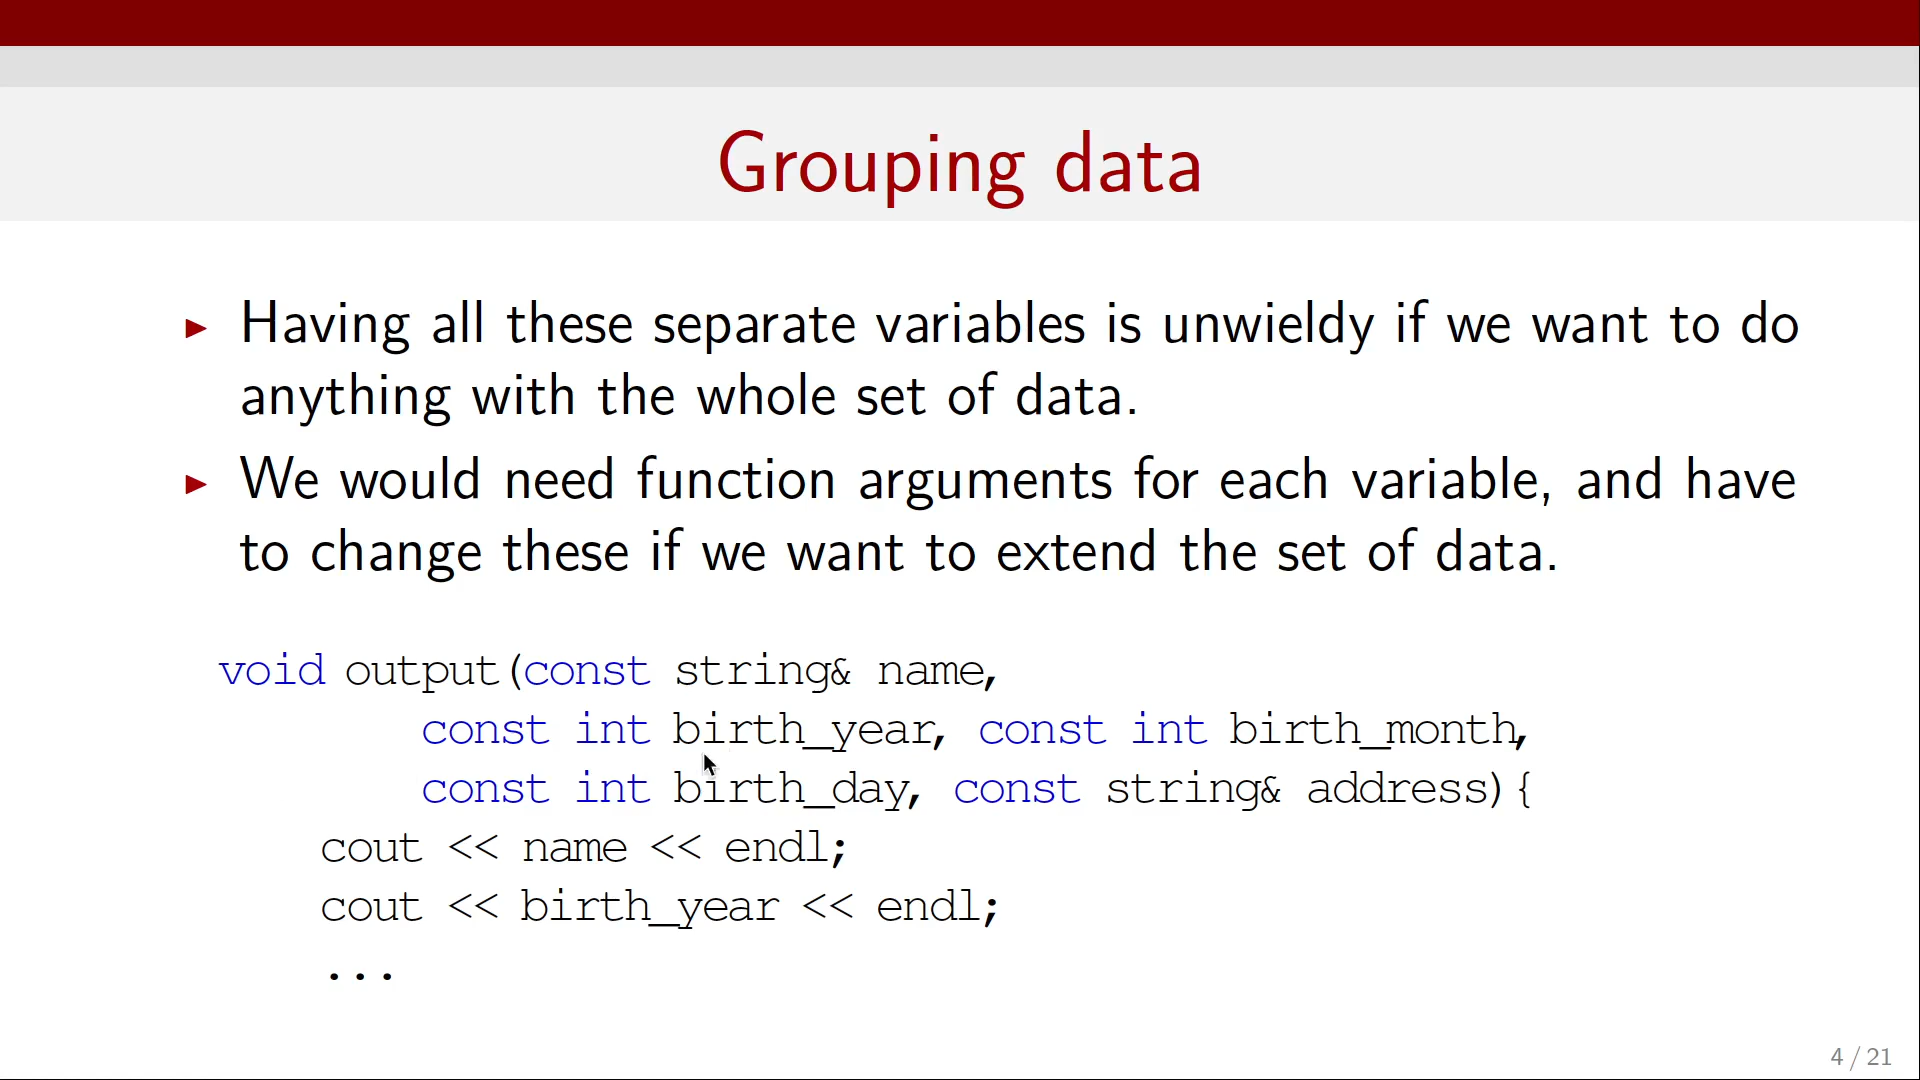 Grouping data
Having all these separate variables is unwieldy if we want to do
anything with the whole set of data.
We would need function arguments for each variable, and have
to change these if we want to extend the set of data.
void output(const string& name,
const int birth_year, const int birth_month,
const int birth_day, const string& address){
cout << name << endl;
cout << birth_year << endl;
...
4 / 21